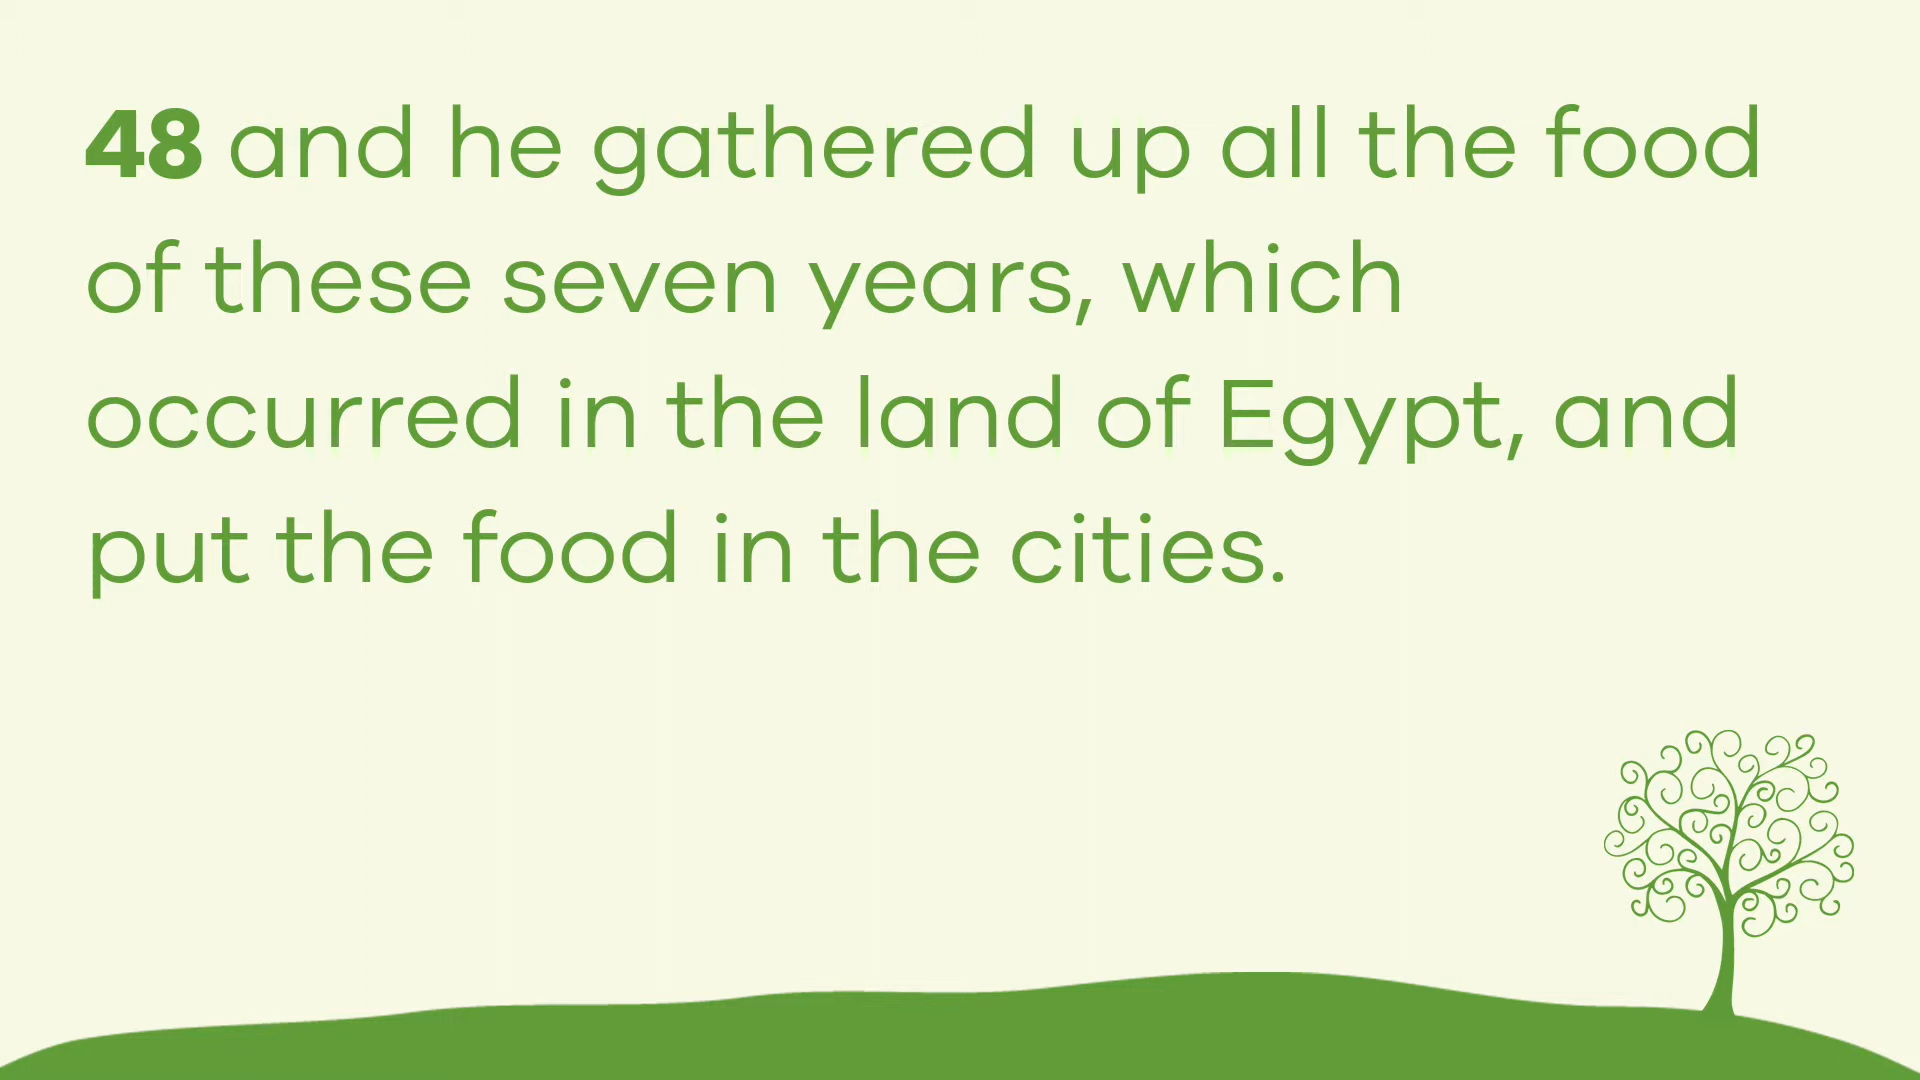 48 and he gathered up all the food
of these seven years, which
occurred in the land of Egypt, and
put the food in the cities.